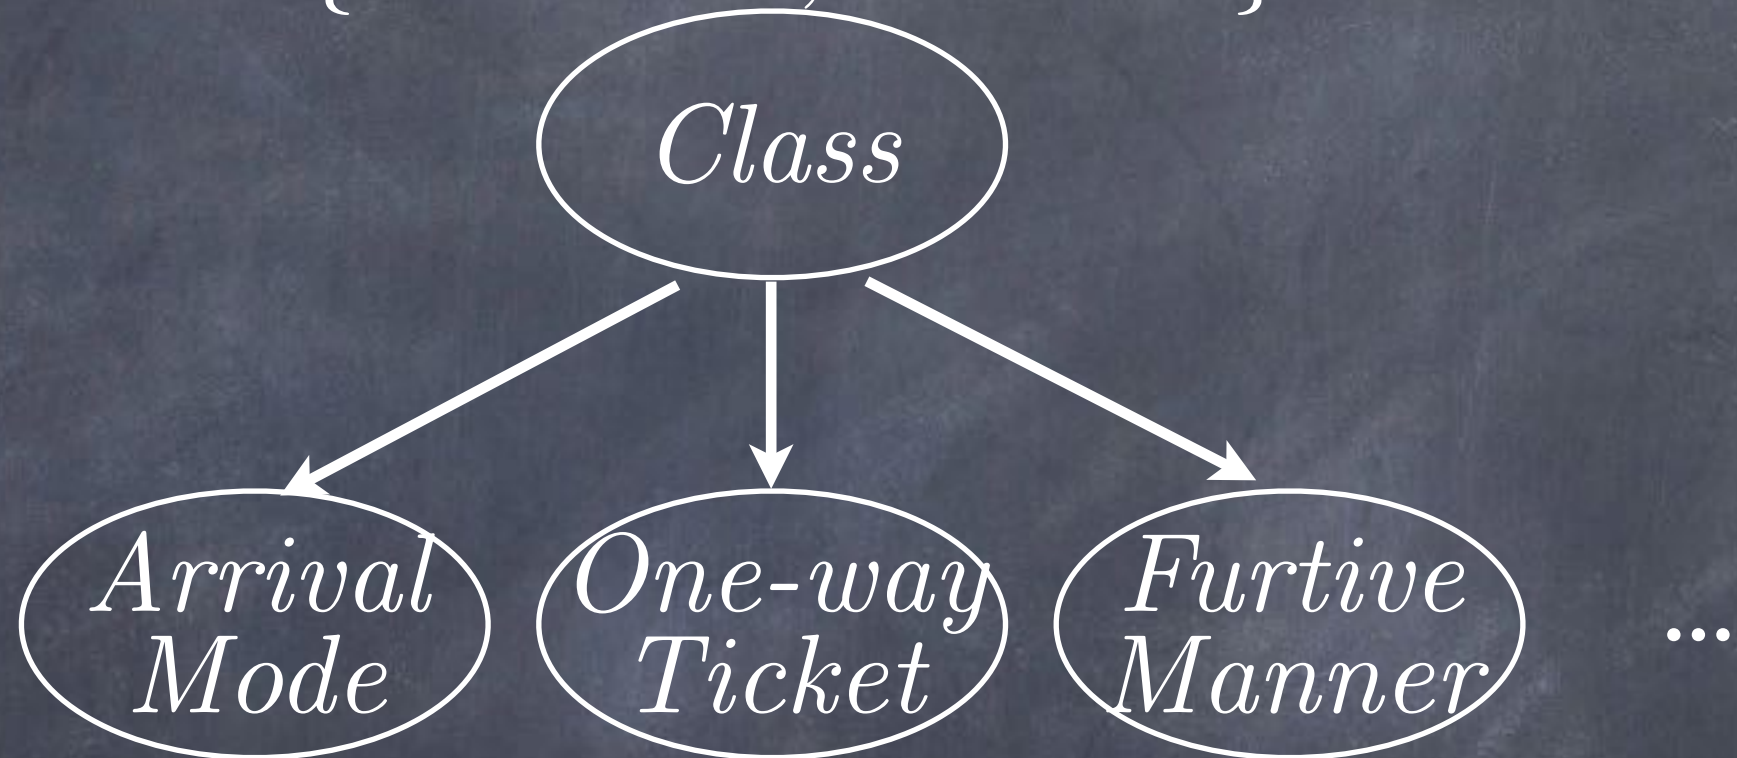 Class
Arrival
Mode
One-way
Ticket
Furtive
Manner
...